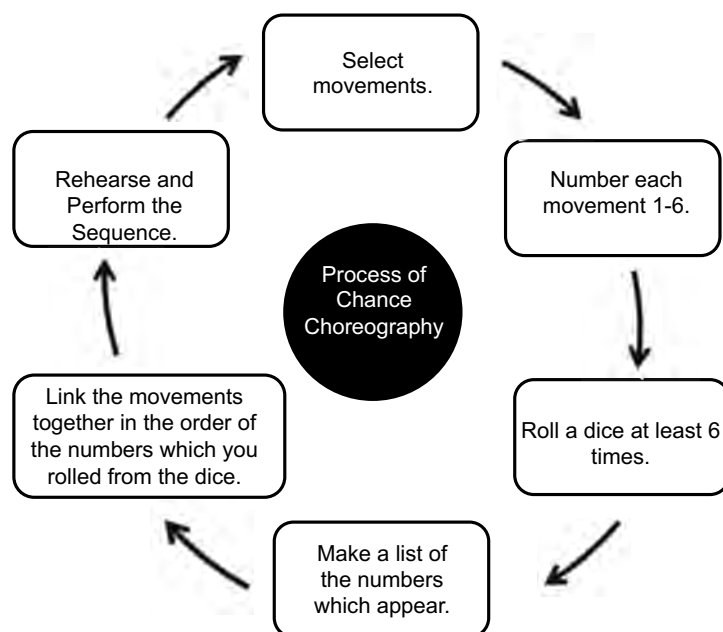 Select
movements.
Number each
movement 1-6.
Roll a dice at least 6
times.
Make a list of
the numbers
which appear.
Link the movements
together in the order of
the numbers which you
rolled from the dice.
Rehearse and
Perform the
Sequence.
Process of
Chance
Choreography